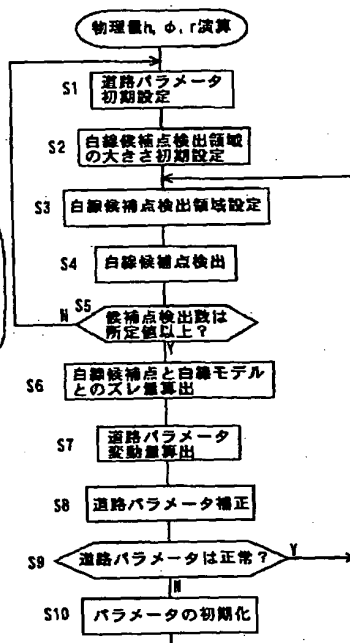 物理量h, φ, r演算
S1
道路パラメータ
初期設定
S2
白線候補点検出領域
の大きさ初期設定
S3
白線候補点検出領域設定
S4
白線候補点検出
S5
候補点検出数は
所定値以上?
N
Y
S6
白線候補点と白線モデル
とのズレ量算出
S7
道路パラメータ
変動量算出
S8
道路パラメータ補正
S9
道路パラメータは正常?
Y
N
S10
パラメータの初期化